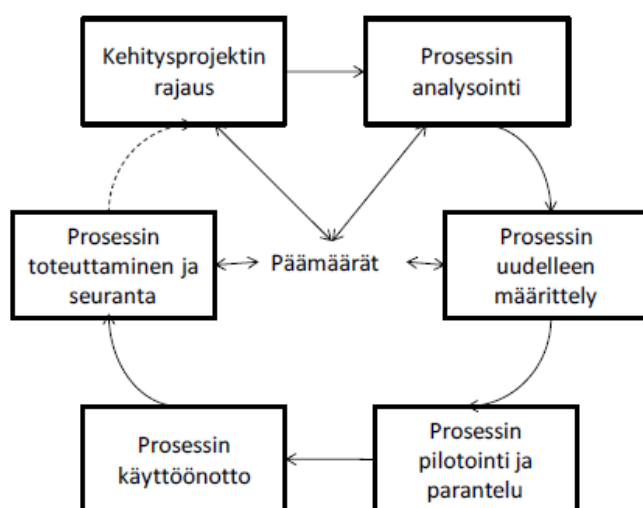 Kehitysprojektin
rajaus
Prosessin
analysointi
Prosessin
toteuttaminen ja
seuranta
Päämäärät
Prosessin
uudelleen
määrittely
Prosessin
käyttöönotto
Prosessin
pilotointi ja
parantelu